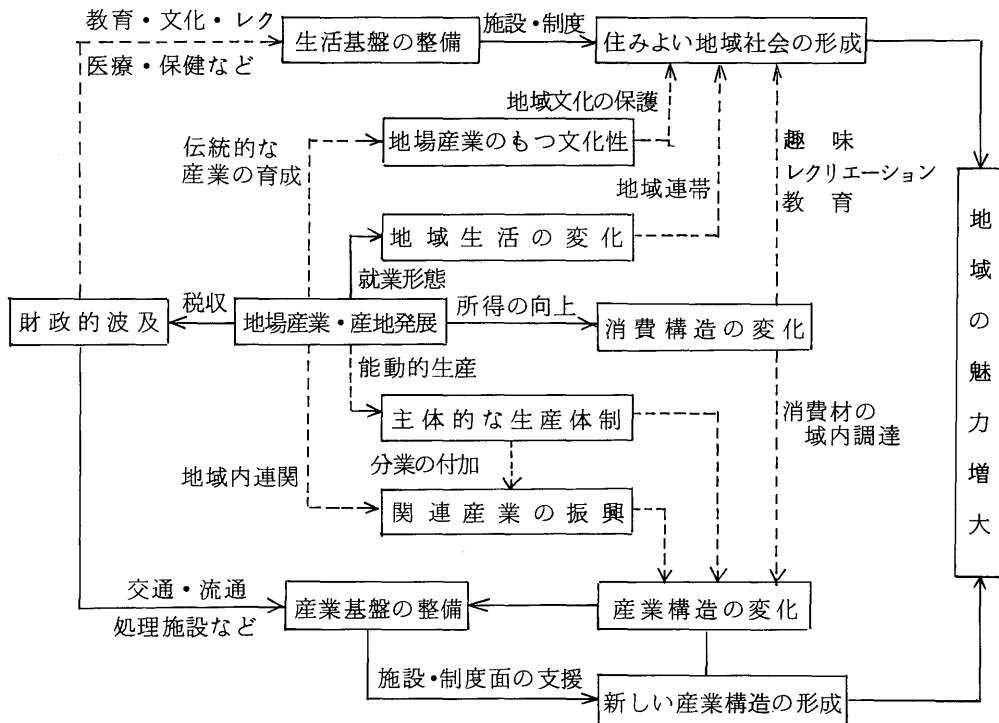 教育・文化・レク
医療・保健など
生活基盤の整備
施設・制度
住みよい地域社会の形成
地域文化の保護
伝統的な
産業の育成
地場産業のもつ文化性
趣味
レクリエーション
教育
地域連帯
地域生活の変化
就業形態
財政的波及
税収
地場産業・産地発展
所得の向上
消費構造の変化
地域の魅力増大
能動的生産
主体的な生産体制
消費材の
域内調達
分業の付加
地域内連関
関連産業の振興
交通・流通
処理施設など
産業基盤の整備
産業構造の変化
施設・制度面の支援
新しい産業構造の形成